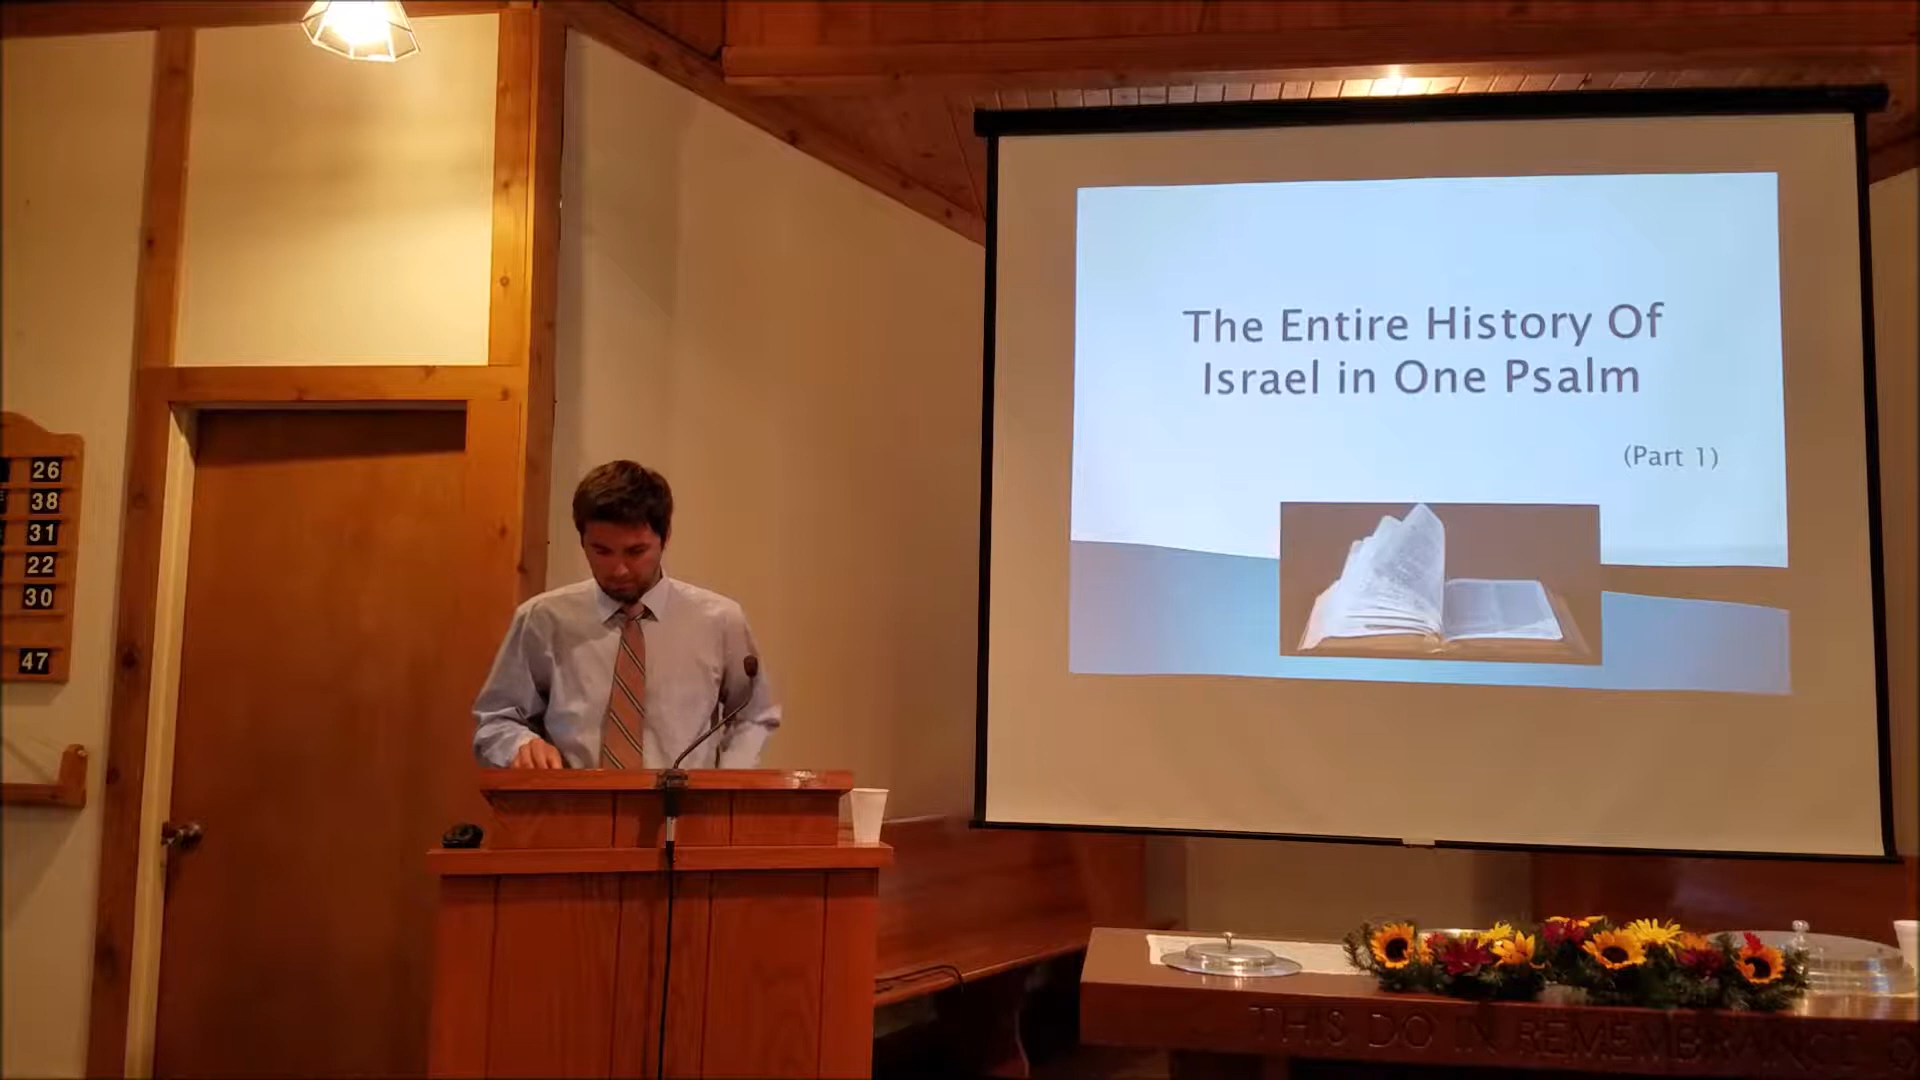 26
38
31
22
30
47
The Entire History Of
Israel in One Psalm
(Part 1)
THIS DO IN REMEMBRANCE